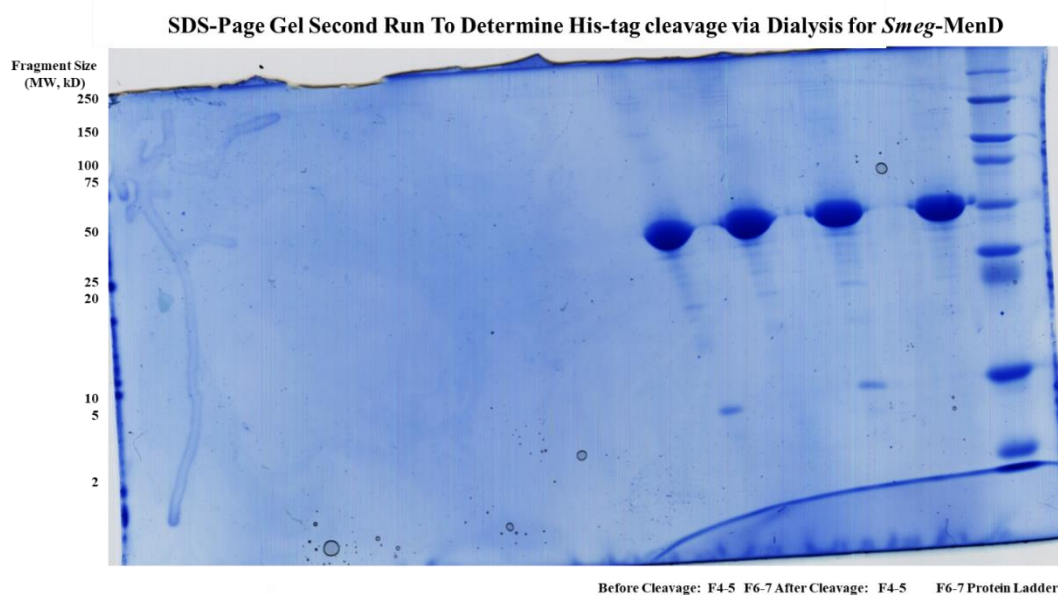 SDS-Page Gel Second Run To Determine His-tag cleavage via Dialysis for Smeg-MenD
Fragment Size
(MW, kD)
250
150
100
75
50
25
20
10
5
2
Before Cleavage: F4-5 F6-7 After Cleavage: F4-5 F6-7 Protein Ladder